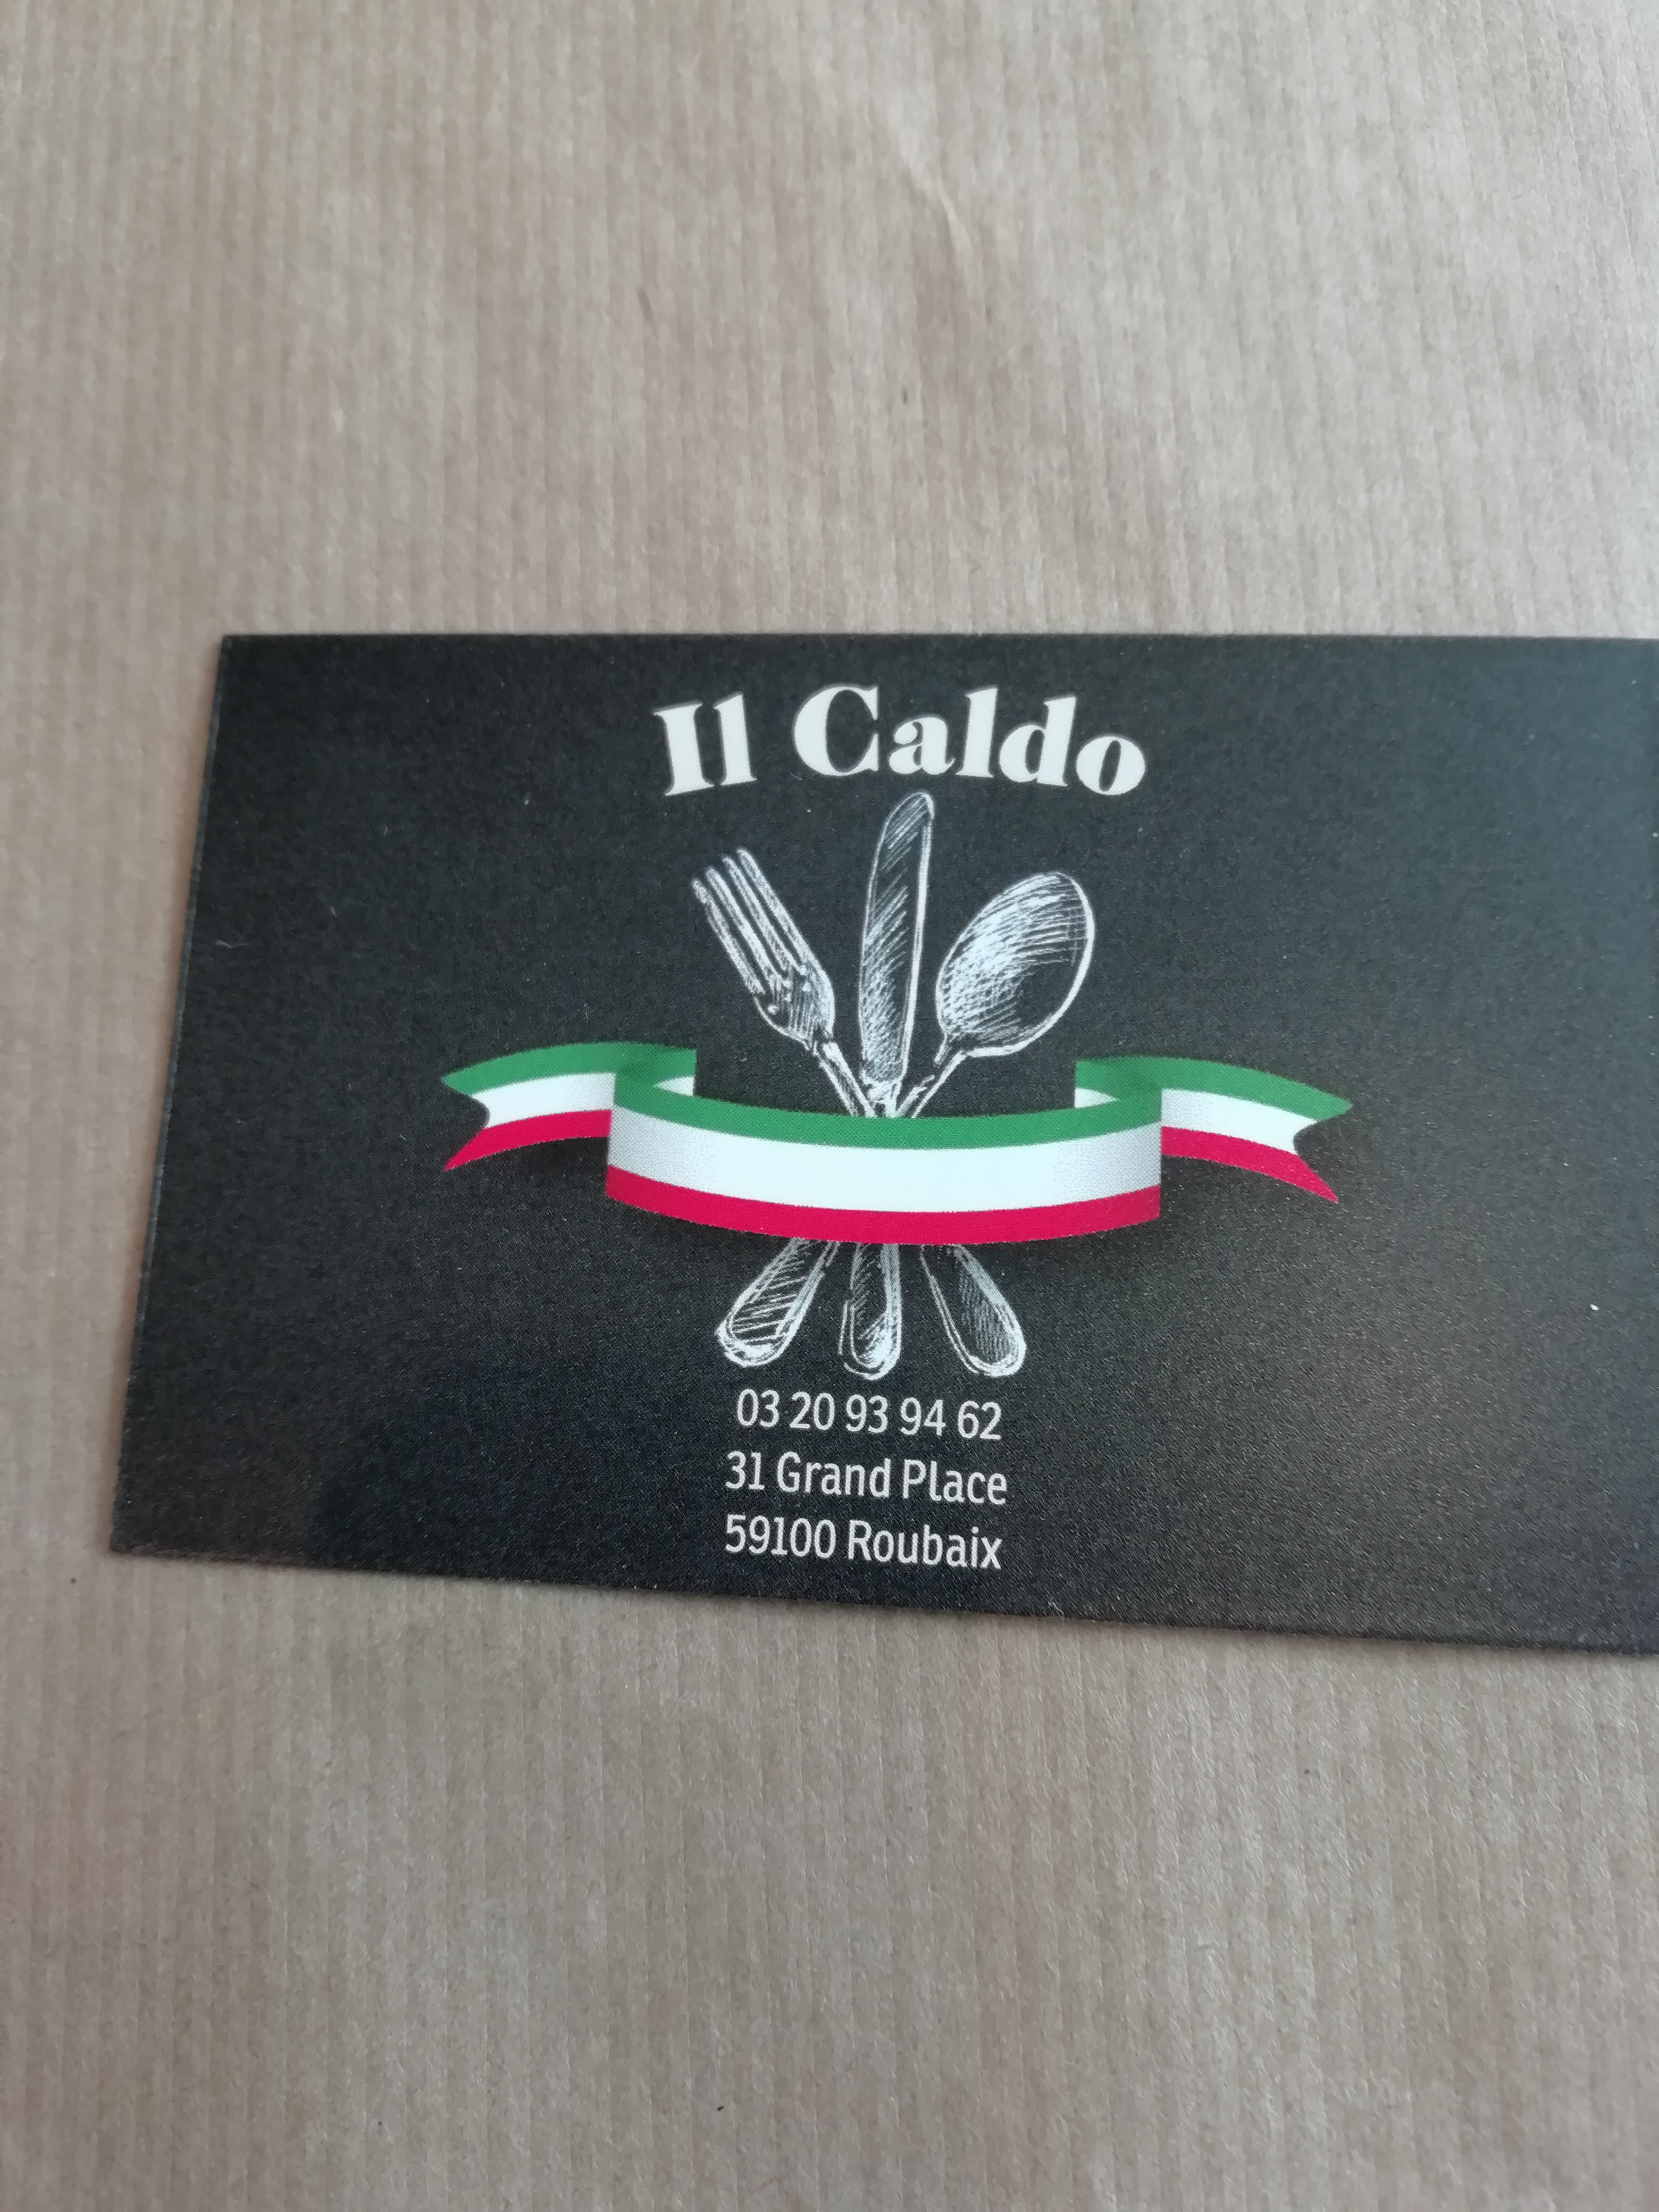 Il Caldo
03 20 93 94 62
31 Grand Place
59100 Roubaix